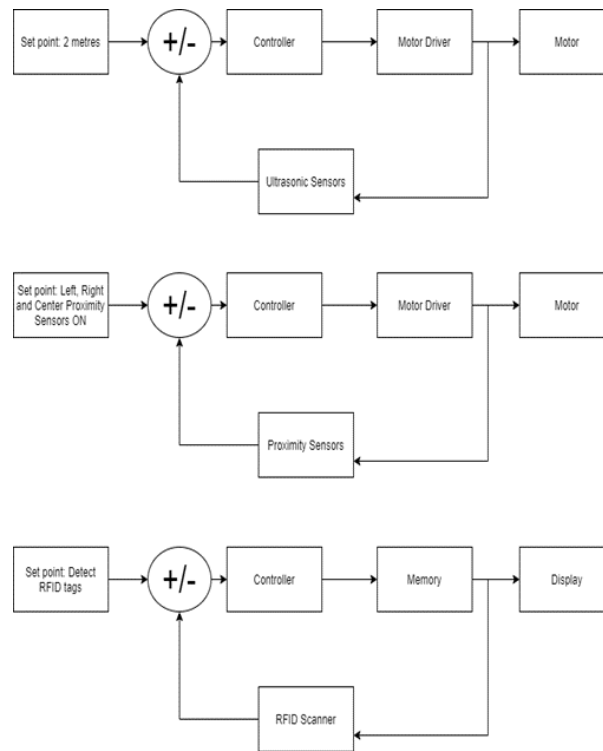 Set point: 2 metres
+/-
Controller
Motor Driver
Motor
Ultrasonic Sensors
Set point: Left, Right
and Center Proximity
Sensors ON
+/-
Controller
Motor Driver
Motor
Proximity Sensors
Set point: Detect
RFID tags
+/-
Controller
Memory
Display
RFID Scanner